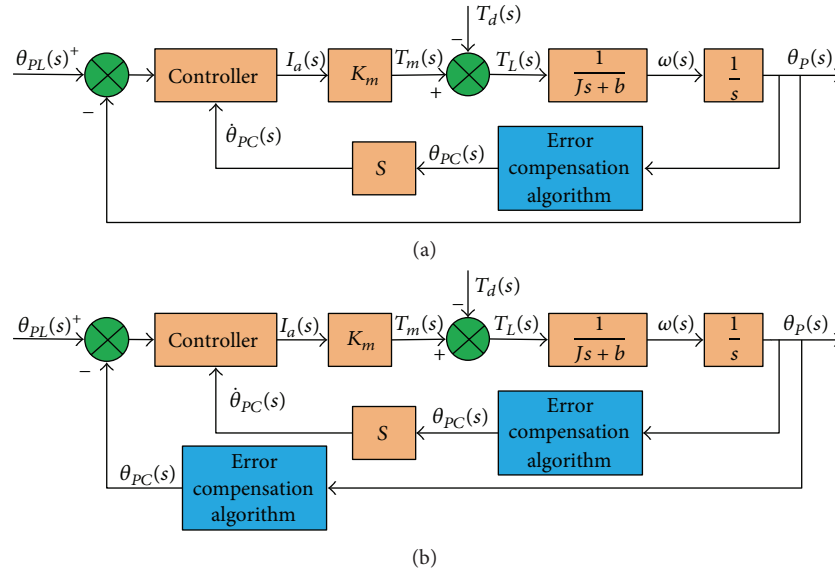 T_d(s)
−
θ_PL(s) + Controller I_a(s) K_m T_m(s) + T_L(s) 1/(Js + b) ω(s) 1/s θ_P(s)
−
θ̇_PC(s)
S θ_PC(s) Error
compensation
algorithm
(a)
T_d(s)
−
θ_PL(s) + Controller I_a(s) K_m T_m(s) + T_L(s) 1/(Js + b) ω(s) 1/s θ_P(s)
−
θ̇_PC(s)
S θ_PC(s) Error
compensation
algorithm
θ_PC(s) Error
compensation
algorithm
(b)